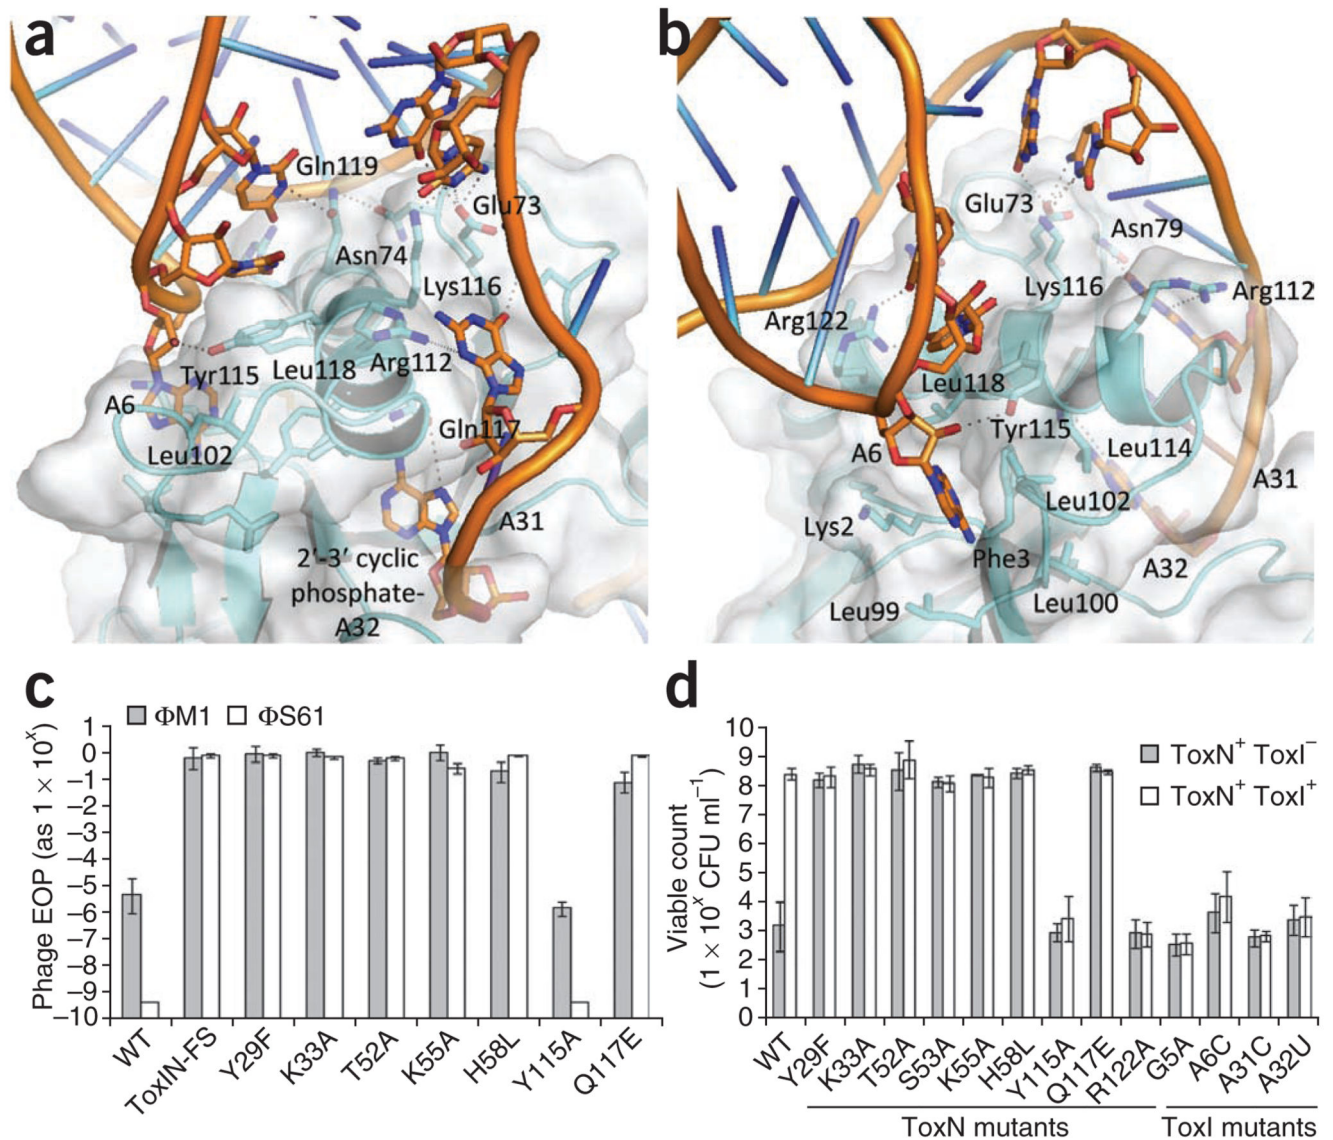 a
Gln119
Glu73
Asn74
Lys116
Tyr115
Leu118
Arg112
A6
Leu102
Gln117
A31
2′-3′ cyclic
phosphate-
A32
b
Glu73
Asn79
Lys116
Arg112
Arg122
Leu118
Tyr115
A6
Leu114
A31
Leu102
Lys2
Phe3
A32
Leu99
Leu100
c
ΦM1 ΦS61
Phage EOP (as 1 × 10ˣ)
1
0
–1
–2
–3
–4
–5
–6
–7
–8
–9
–10
WT
ToxIN-FS
Y29F
K33A
T52A
K55A
H58L
Y115A
Q117E
d
ToxN⁺ ToxI⁻
ToxN⁺ ToxI⁺
Viable count
(1 × 10ˣ CFU ml⁻¹)
10
9
8
7
6
5
4
3
2
1
0
WT
Y29F
K33A
T52A
S53A
K55A
H58L
Y115A
Q117E
R122A
G5A
A6C
A31C
A32U
ToxN mutants
ToxI mutants